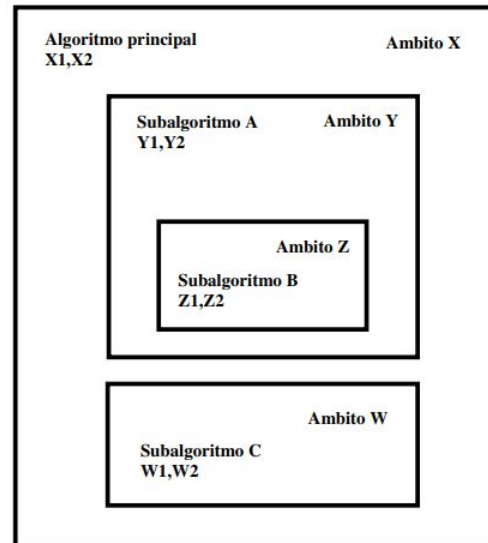 Algoritmo principal Ambito X
X1,X2
Subalgoritmo A Ambito Y
Y1,Y2
Ambito Z
Subalgoritmo B
Z1,Z2
Ambito W
Subalgoritmo C
W1,W2